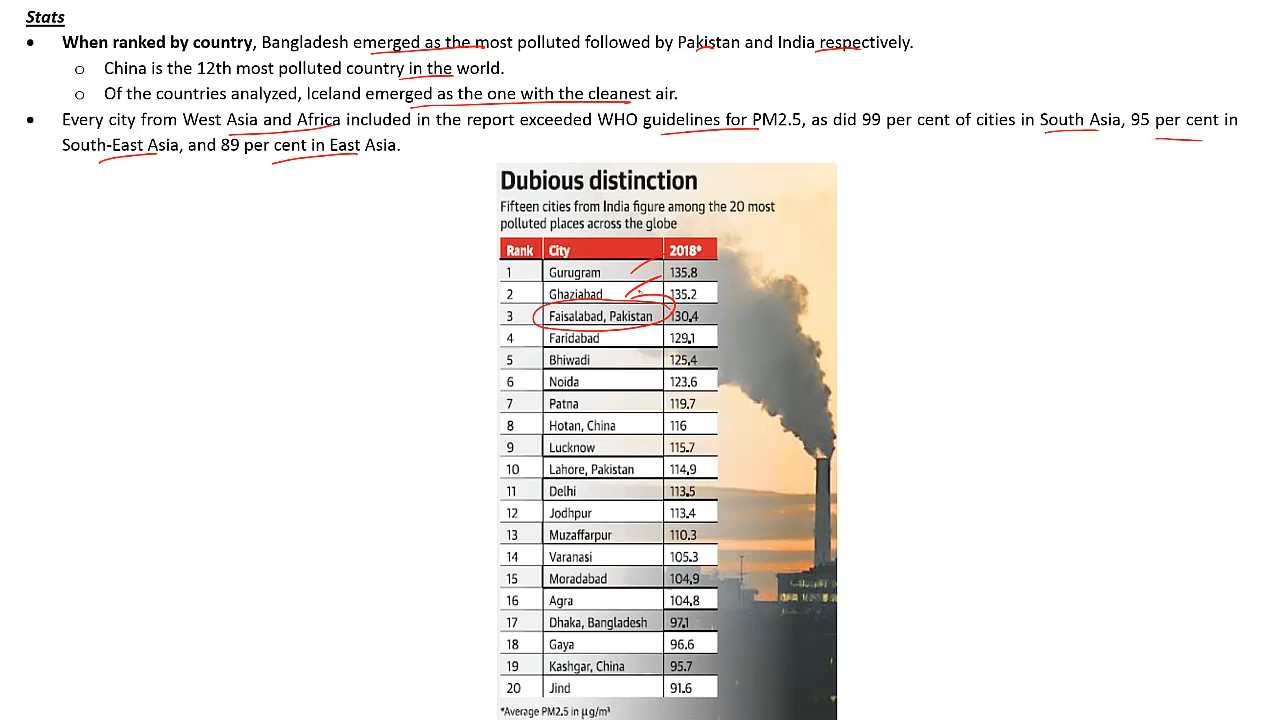 Stats
• When ranked by country, Bangladesh emerged as the most polluted followed by Pakistan and India respectively.
o China is the 12th most polluted country in the world.
o Of the countries analyzed, Iceland emerged as the one with the cleanest air.
• Every city from West Asia and Africa included in the report exceeded WHO guidelines for PM2.5, as did 99 per cent of cities in South Asia, 95 per cent in
South-East Asia, and 89 per cent in East Asia.
Dubious distinction
Fifteen cities from India figure among the 20 most
polluted places across the globe
Rank City 2018*
1 Gurugram 135.8
2 Ghaziabad 135.2
3 Faisalabad, Pakistan 130.4
4 Faridabad 129.1
5 Bhiwadi 125.4
6 Noida 123.6
7 Patna 119.7
8 Hotan, China 116
9 Lucknow 115.7
10 Lahore, Pakistan 114.9
11 Delhi 113.5
12 Jodhpur 113.4
13 Muzaffarpur 110.3
14 Varanasi 105.3
15 Moradabad 104.9
16 Agra 104.8
17 Dhaka, Bangladesh 97.1
18 Gaya 96.6
19 Kashgar, China 95.7
20 Jind 91.6
*Average PM2.5 in µg/m³